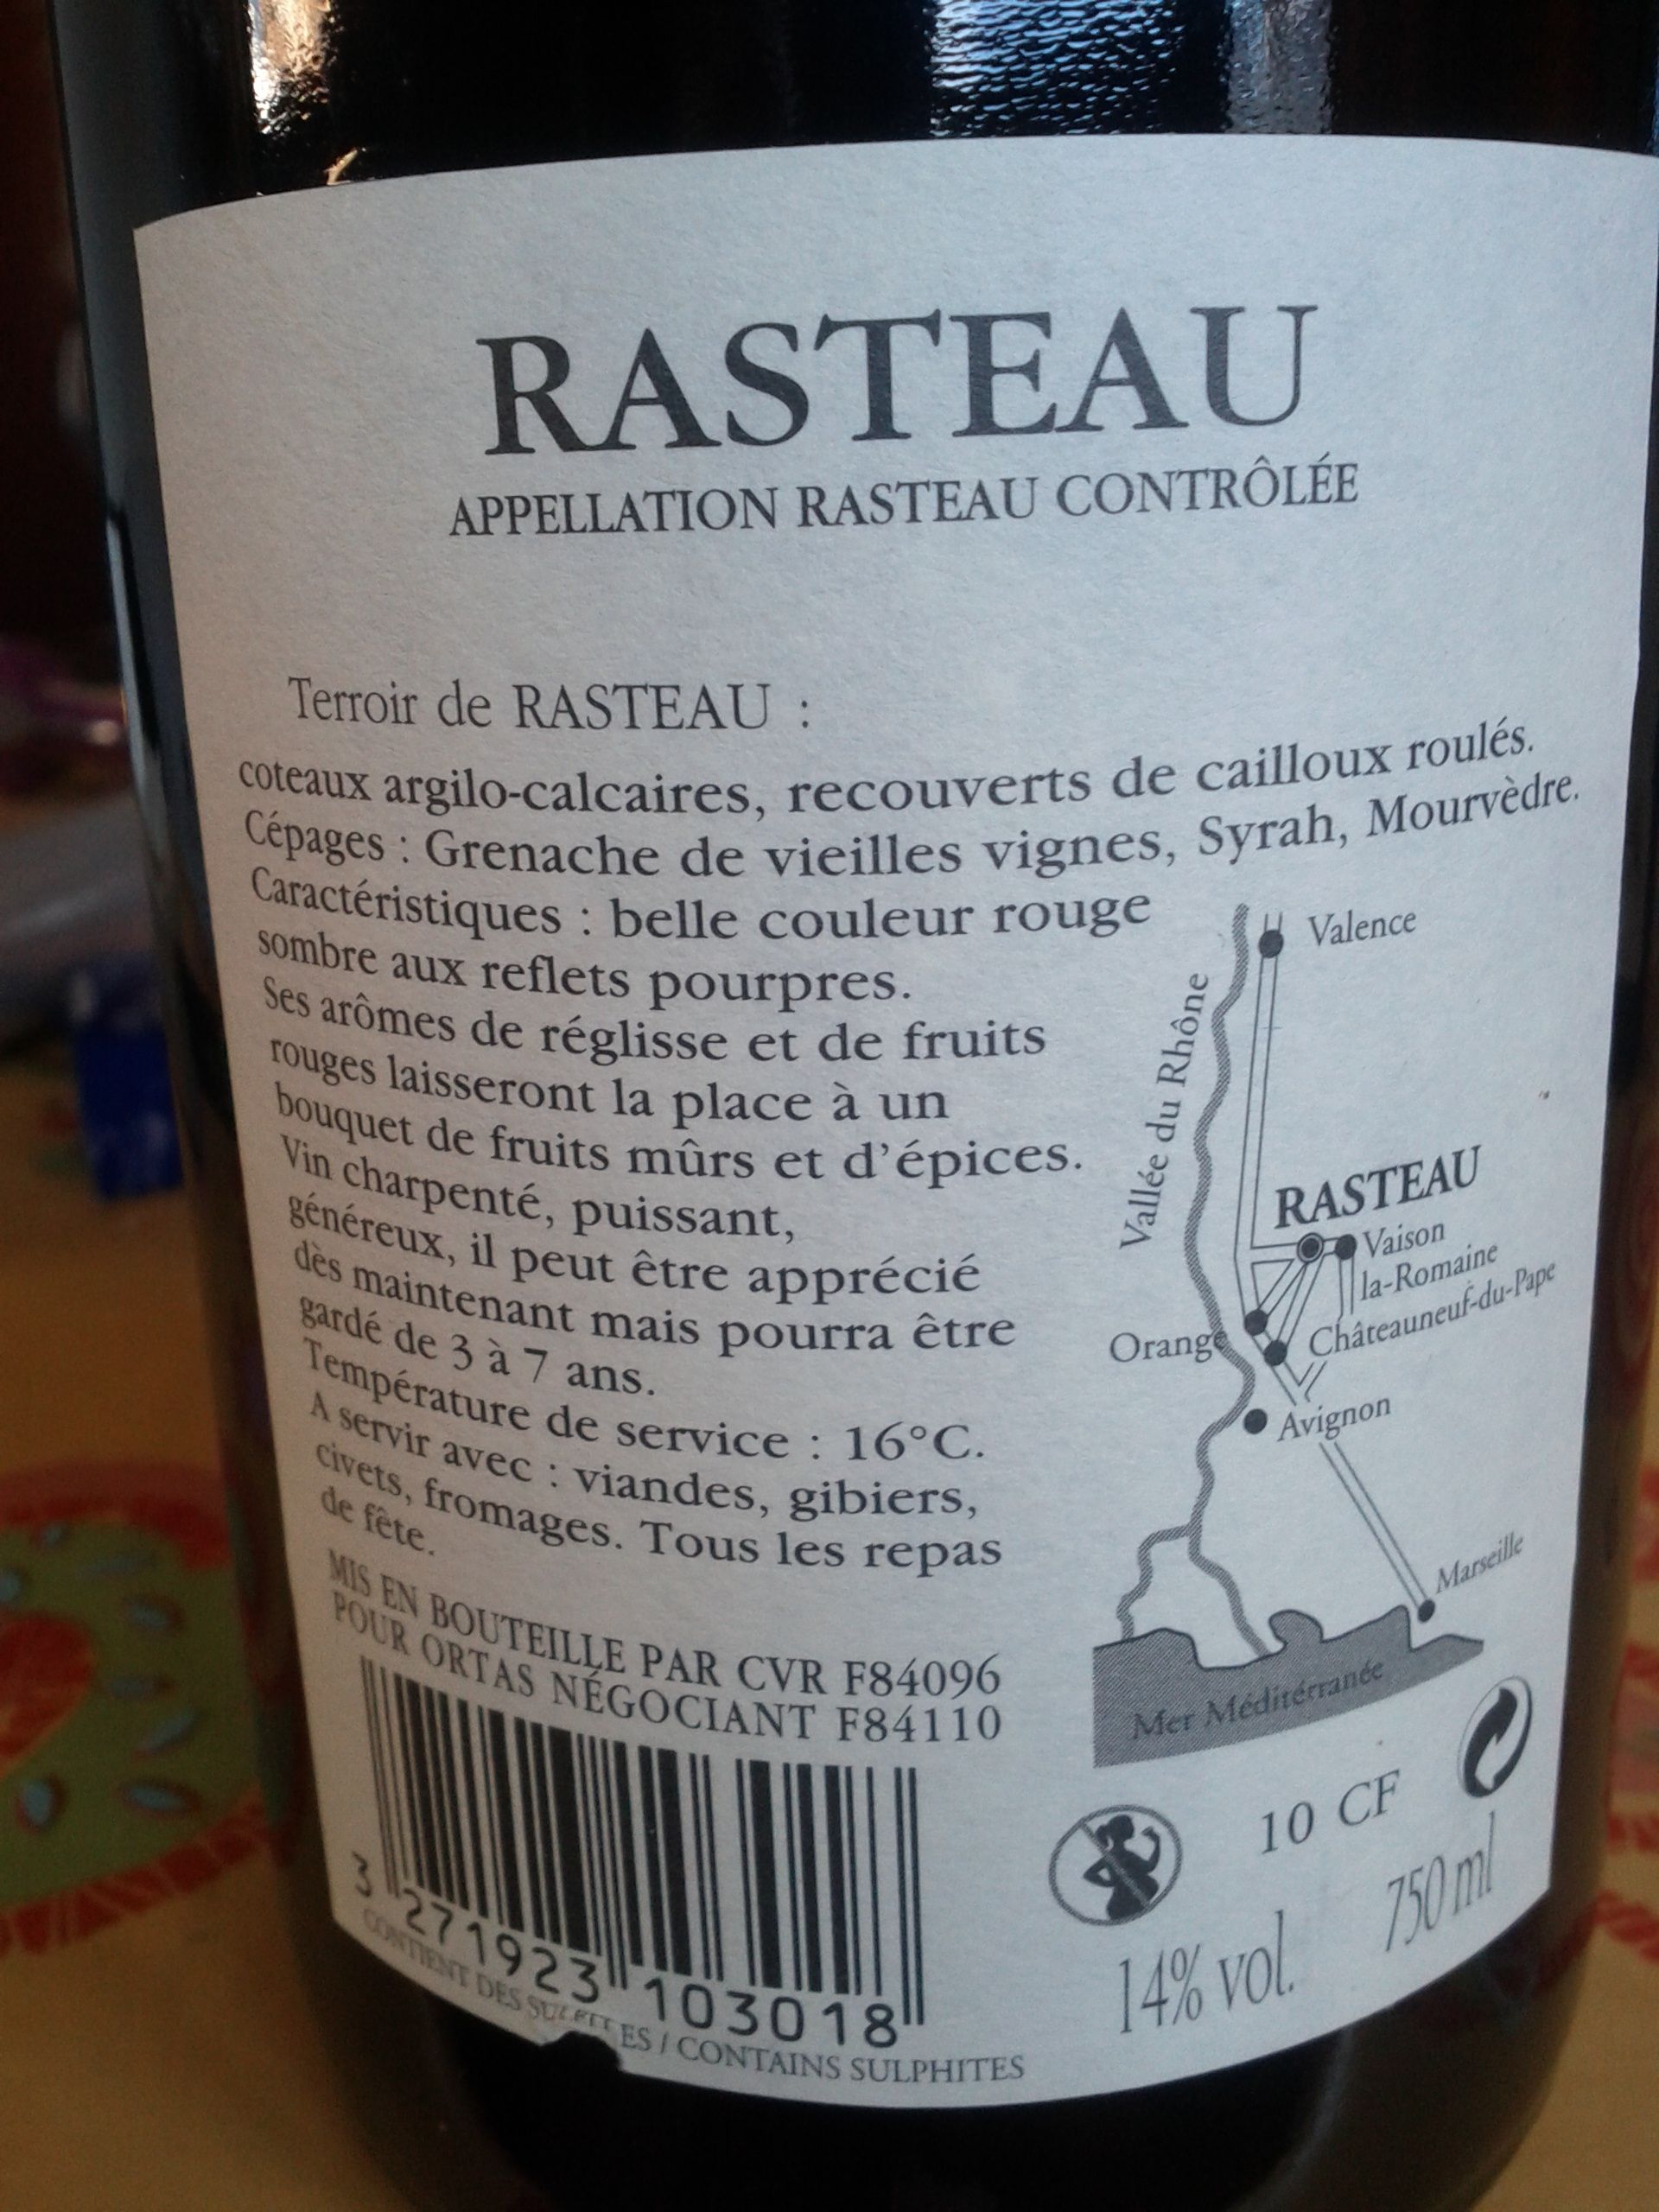 RASTEAU
APPELLATION RASTEAU CONTRÔLÉE
Terroir de RASTEAU :
coteaux argilo-calcaires, recouverts de cailloux roulés.
Cépages : Grenache de vieilles vignes, Syrah, Mourvèdre.
Caractéristiques : belle couleur rouge
sombre aux reflets pourpres.
Ses arômes de réglisse et de fruits
rouges laisseront la place à un
bouquet de fruits mûrs et d'épices.
Vin charpenté, puissant,
généreux, il peut être apprécié
dès maintenant mais pourra être
gardé de 3 à 7 ans.
Température de service : 16°C.
A servir avec : viandes, gibiers,
civets, fromages. Tous les repas
de fête.
MIS EN BOUTEILLE PAR CVR F84096
POUR ORTAS NÉGOCIANT F84110
3 271923 103018
CONTIENT DES SULFITES / CONTAINS SULPHITES
Valence
Vallée du Rhône
RASTEAU
Vaison
la-Romaine
Châteauneuf-du-Pape
Orange
Avignon
Marseille
Mer Méditérranée
10 CF
14% vol.
750 ml